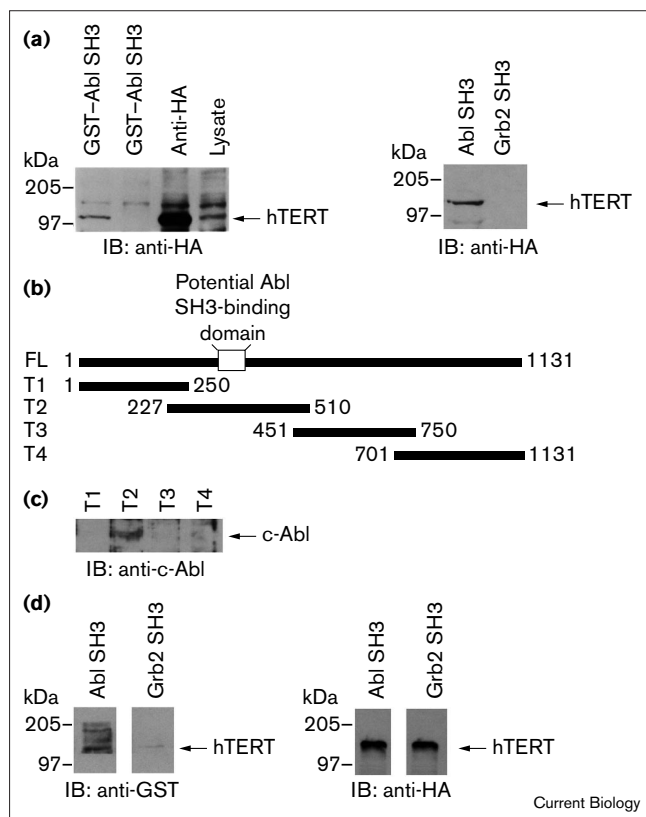 (a)
GST–Abl SH3
GST–Abl SH3
Anti-HA
Lysate
kDa
205
97
hTERT
IB: anti-HA
Abl SH3
Grb2 SH3
kDa
205
97
hTERT
IB: anti-HA
(b)
Potential Abl
SH3-binding
domain
FL 1 1131
T1 1 250
T2 227 510
T3 451 750
T4 701 1131
(c)
T1 T2 T3 T4
c-Abl
IB: anti-c-Abl
(d)
Abl SH3
Grb2 SH3
kDa
205
97
hTERT
IB: anti-GST
Abl SH3
Grb2 SH3
kDa
205
97
hTERT
IB: anti-HA
Current Biology